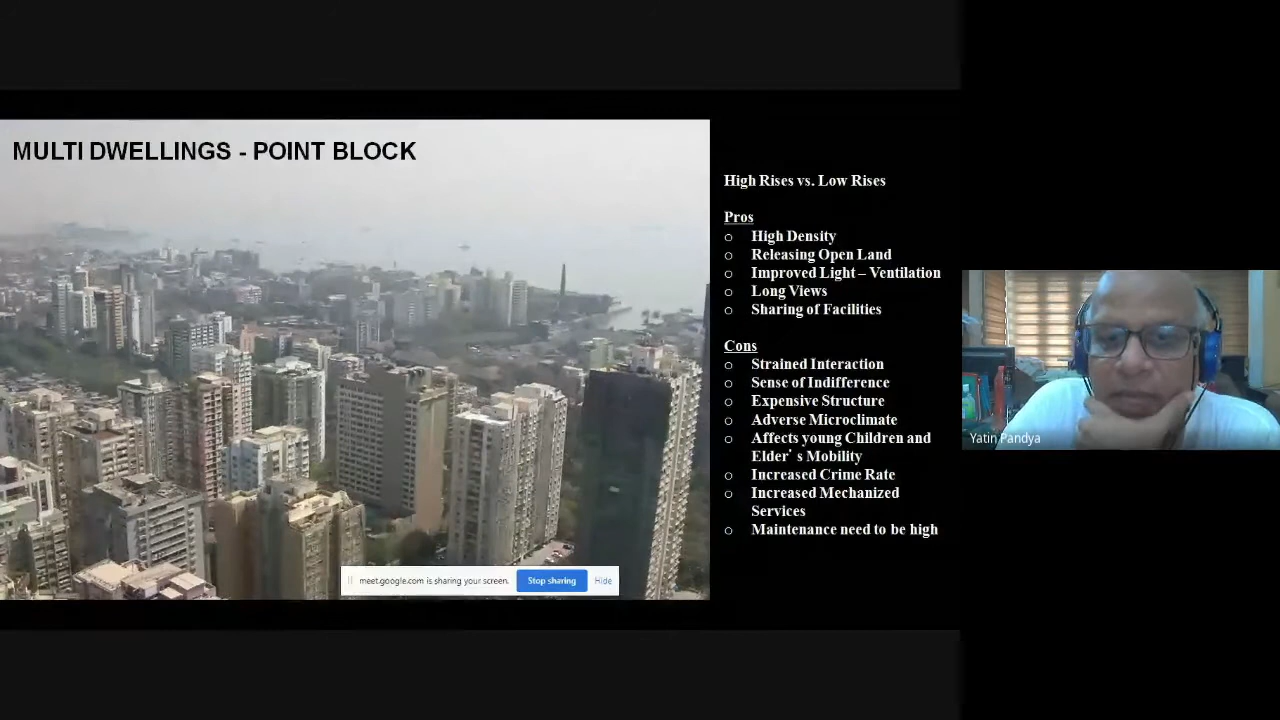 MULTI DWELLINGS - POINT BLOCK
High Rises vs. Low Rises
Pros
○ High Density
○ Releasing Open Land
○ Improved Light – Ventilation
○ Long Views
○ Sharing of Facilities
Cons
○ Strained Interaction
○ Sense of Indifference
○ Expensive Structure
○ Adverse Microclimate
○ Affects young Children and
Elder's Mobility
○ Increased Crime Rate
○ Increased Mechanized
Services
○ Maintenance need to be high
Yatin Pandya
meet.google.com is sharing your screen.
Stop sharing
Hide